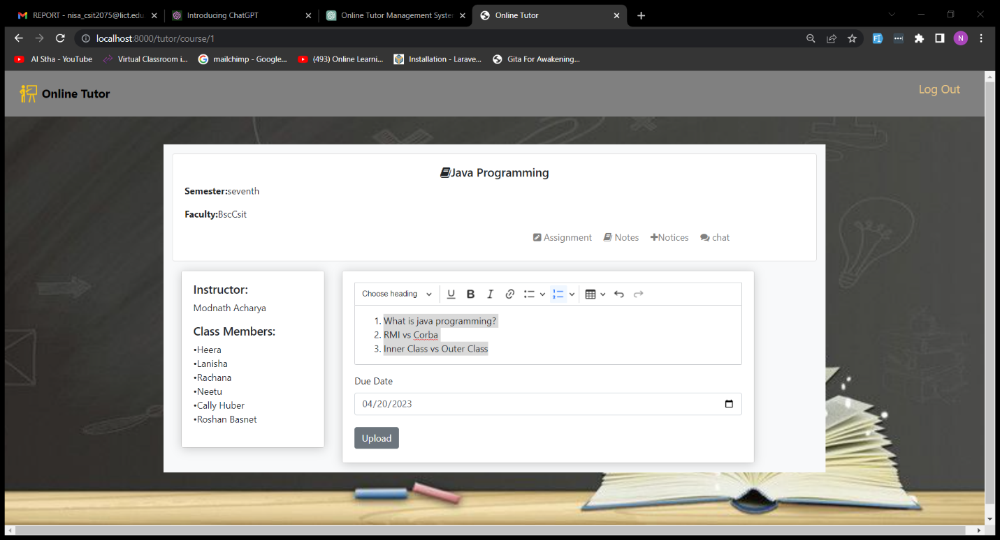 REPORT - nisa_csit2075@lict.edu
Introducing ChatGPT
Online Tutor Management System
Online Tutor
localhost:8000/tutor/course/1
N
Al Stha - YouTube
Virtual Classroom i...
mailchimp - Google...
(493) Online Learni...
Installation - Larave...
Gita For Awakening...
Online Tutor
Log Out
Java Programming
Semester:seventh
Faculty:BscCsit
Assignment
Notes
Notices
chat
Instructor:
Modnath Acharya
Class Members:
•Heera
•Lanisha
•Rachana
•Neetu
•Cally Huber
•Roshan Basnet
Choose heading
1. What is java programming?
2. RMI vs Corba
3. Inner Class vs Outer Class
Due Date
04/20/2023
Upload